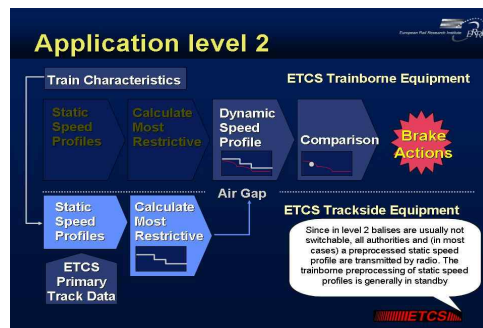 European Rail Research Institute
ERRI
Application level 2
Train Characteristics
ETCS Trainborne Equipment
Static
Speed
Profiles
Calculate
Most
Restrictive
Dynamic
Speed
Profile
Comparison
Brake
Actions
Air Gap
ETCS Trackside Equipment
Static
Speed
Profiles
Calculate
Most
Restrictive
Since in level 2 balises are usually not
switchable, all authorities and (in most
cases) a preprocessed static speed
profile are transmitted by radio. The
trainborne preprocessing of static speed
profiles is generally in standby
ETCS
Primary
Track Data
ETCS